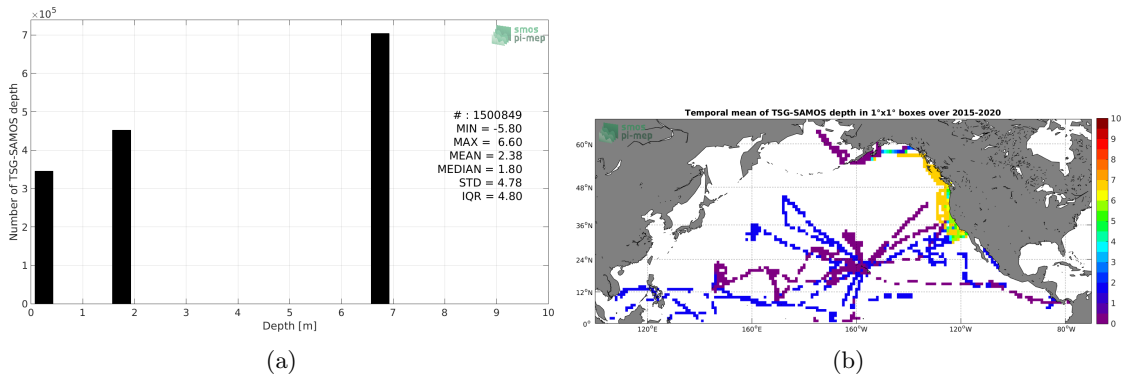 ×10^5
7
6
5
4
3
2
1
0
Number of TSG-SAMOS depth
smos
pi-mep
# : 1500849
MIN = -5.80
MAX = 6.60
MEAN = 2.38
MEDIAN = 1.80
STD = 4.78
IQR = 4.80
0 1 2 3 4 5 6 7 8 9 10
Depth [m]
(a)
Temporal mean of TSG-SAMOS depth in 1°x1° boxes over 2015-2020
smos
pi-mep
60°N
48°N
36°N
24°N
12°N
0°
120°E 160°E 160°W 120°W 80°W
10
9
8
7
6
5
4
3
2
1
0
(b)